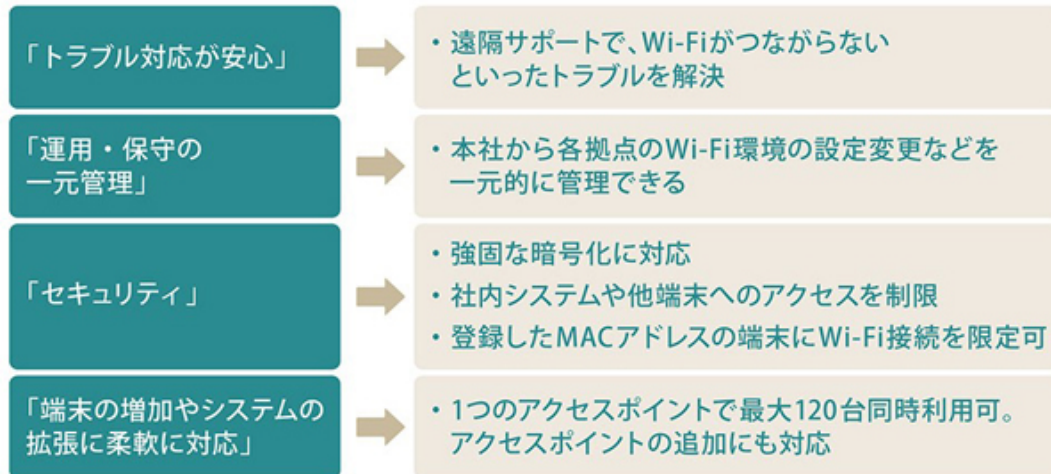 「トラブル対応が安心」
・遠隔サポートで、Wi-Fiがつながらない
といったトラブルを解決
「運用・保守の
一元管理」
・本社から各拠点のWi-Fi環境の設定変更などを
一元的に管理できる
「セキュリティ」
・強固な暗号化に対応
・社内システムや他端末へのアクセスを制限
・登録したMACアドレスの端末にWi-Fi接続を限定可
「端末の増加やシステムの
拡張に柔軟に対応」
・1つのアクセスポイントで最大120台同時利用可。
アクセスポイントの追加にも対応